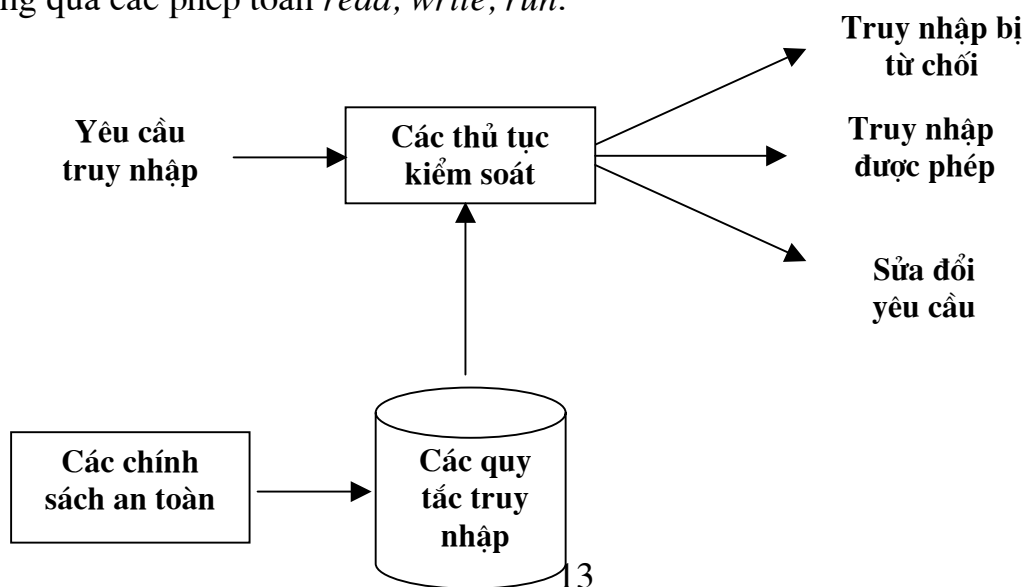 ng qua các phép toán read, write, run.
Truy nhập bị
từ chối
Yêu cầu
truy nhập
Các thủ tục
kiểm soát
Truy nhập
được phép
Sửa đổi
yêu cầu
Các chính
sách an toàn
Các quy
tắc truy
nhập
13